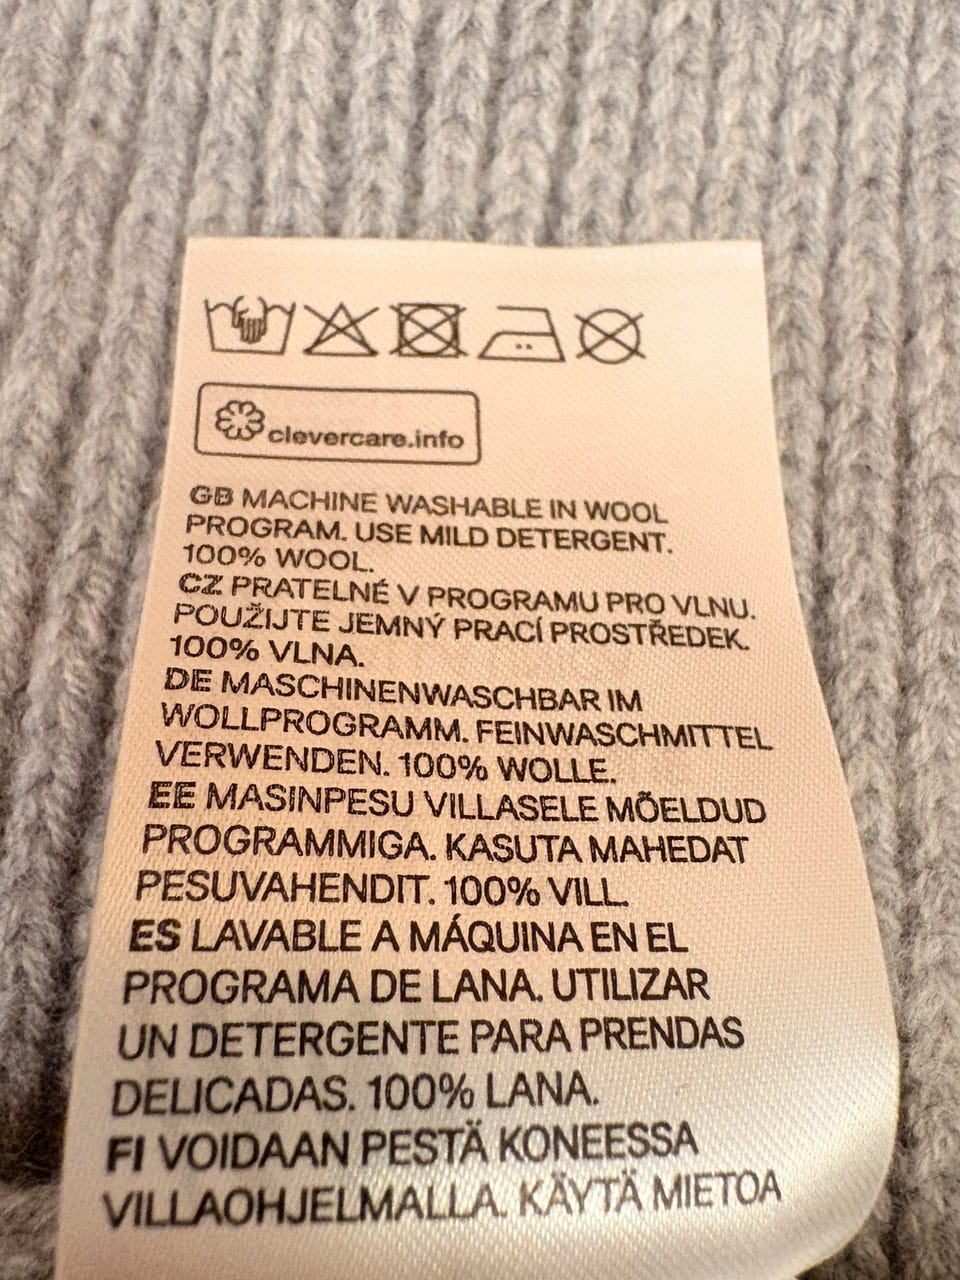 clevercare.info
GB MACHINE WASHABLE IN WOOL
PROGRAM. USE MILD DETERGENT.
100% WOOL.
CZ PRATELNÉ V PROGRAMU PRO VLNU.
POUŽIJTE JEMNÝ PRACÍ PROSTŘEDEK.
100% VLNA.
DE MASCHINENWASCHBAR IM
WOLLPROGRAMM. FEINWASCHMITTEL
VERWENDEN. 100% WOLLE.
EE MASINPESU VILLASELE MÕELDUD
PROGRAMMIGA. KASUTA MAHEDAT
PESUVAHENDIT. 100% VILL.
ES LAVABLE A MÁQUINA EN EL
PROGRAMA DE LANA. UTILIZAR
UN DETERGENTE PARA PRENDAS
DELICADAS. 100% LANA.
FI VOIDAAN PESTÄ KONEESSA
VILLAOHJELMALLA. KÄYTÄ MIETOA